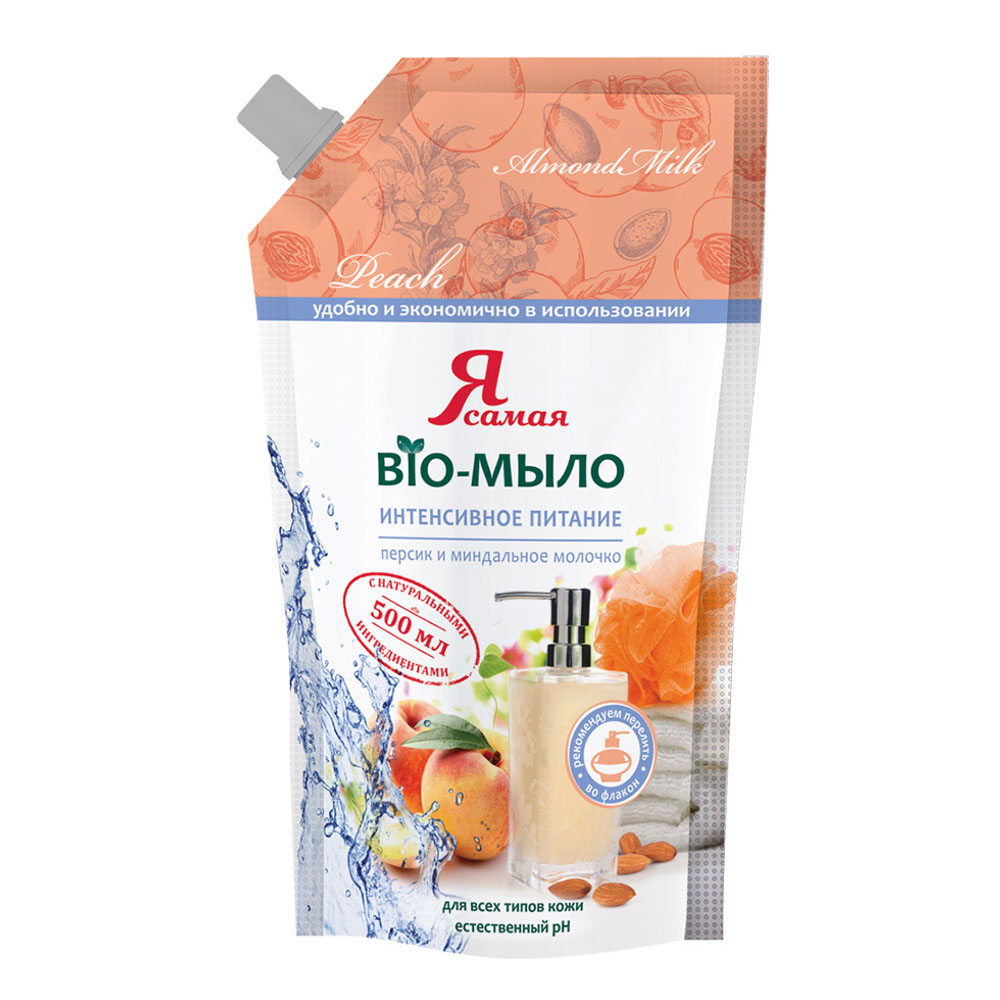 Almond Milk
Peach
удобно и экономично в использовании
Я
самая
BIO-МЫЛО
ИНТЕНСИВНОЕ ПИТАНИЕ
персик и миндальное молочко
С НАТУРАЛЬНЫМИ
500 МЛ
ИНГРЕДИЕНТАМИ
рекомендуем перелить
во флакон
для всех типов кожи
естественный pH